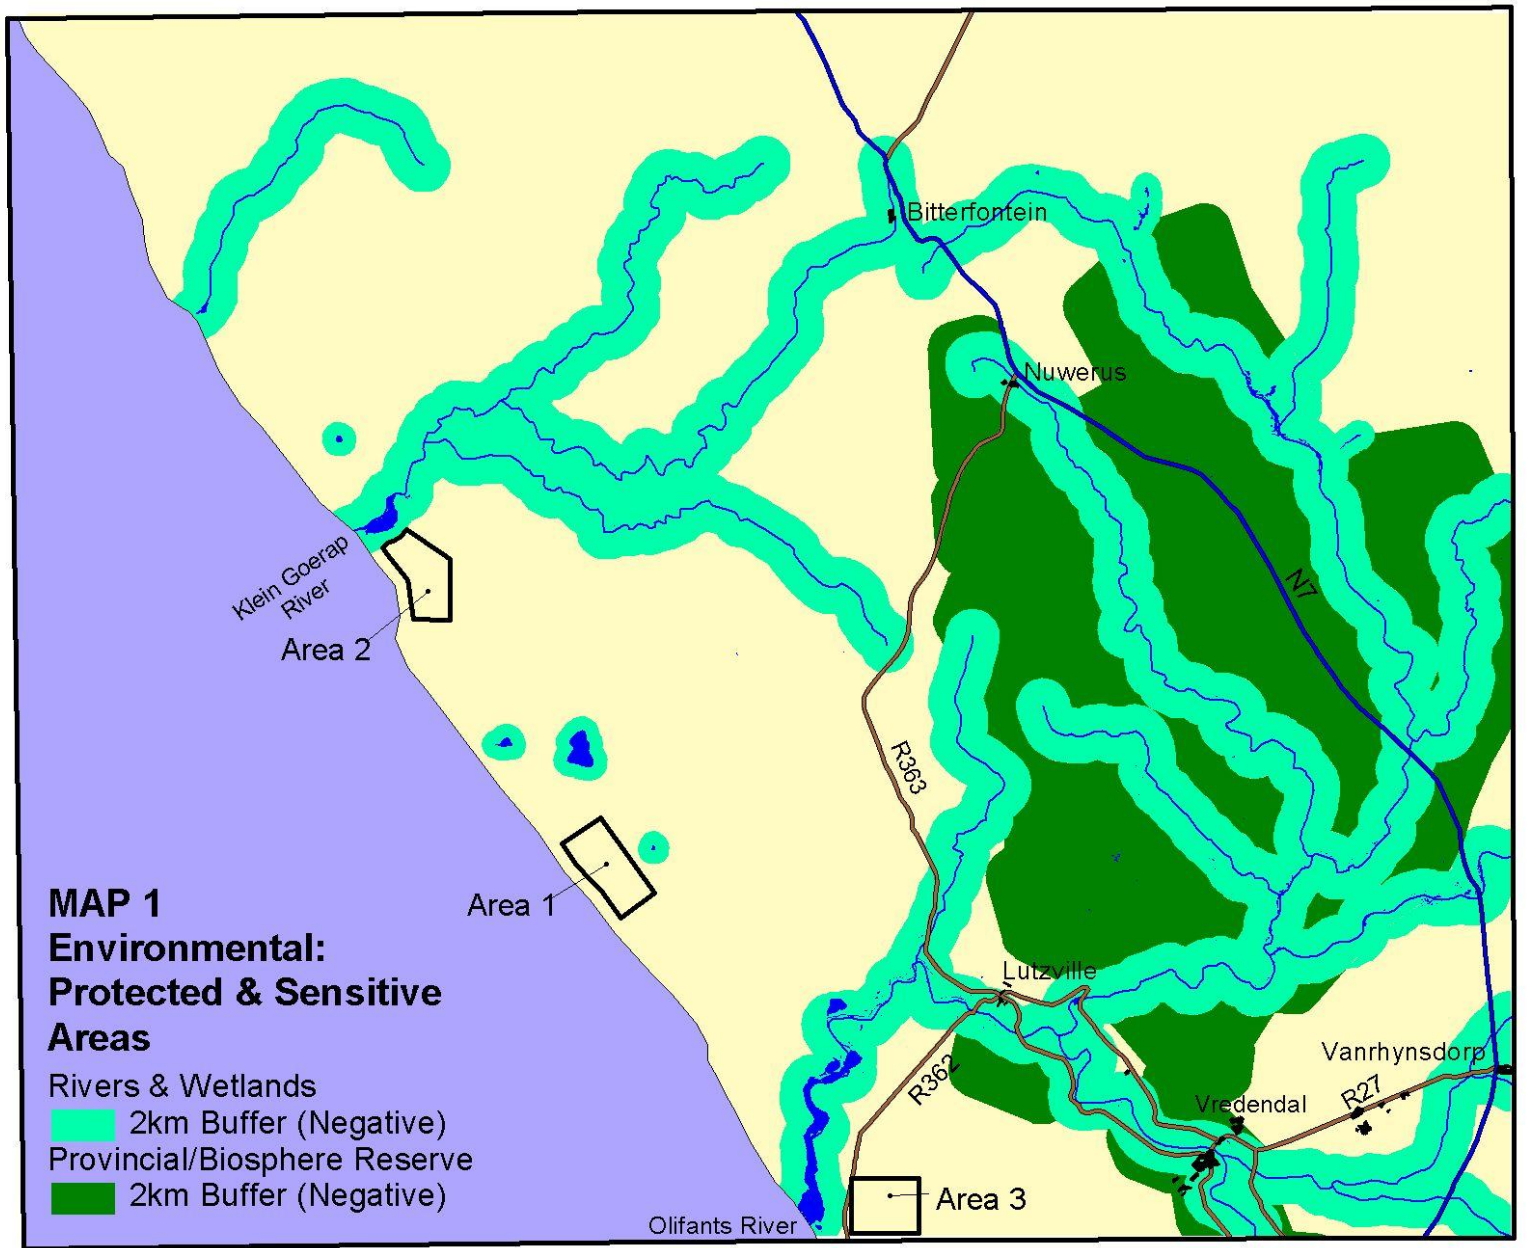 Bitterfontein
Nuwerus
N7
Klein Goerap
River
Area 2
R363
Area 1
MAP 1
Environmental:
Protected & Sensitive
Areas
Rivers & Wetlands
2km Buffer (Negative)
Provincial/Biosphere Reserve
2km Buffer (Negative)
Lutzville
R362
Vanrhynsdorp
R27
Vredendal
Area 3
Olifants River